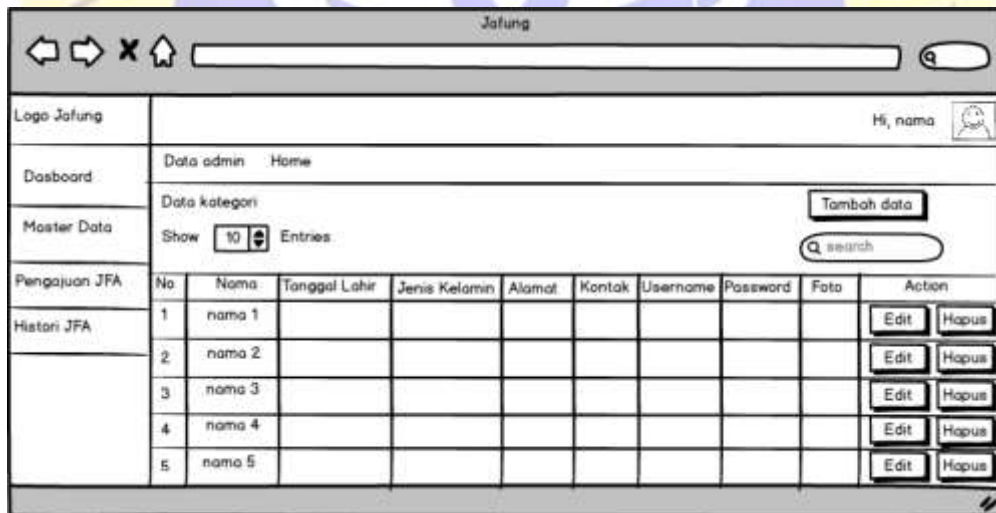 Jafung
Logo Jafung
Hi, nama
Dasboard
Master Data
Pengajuan JFA
Histori JFA
Data admin Home
Data kategori
Tambah data
Show 10 Entries
search
No Nama Tanggal Lahir Jenis Kelamin Alamat Kontak Username Password Foto Action
1 nama 1 Edit Hapus
2 nama 2 Edit Hapus
3 nama 3 Edit Hapus
4 nama 4 Edit Hapus
5 nama 5 Edit Hapus